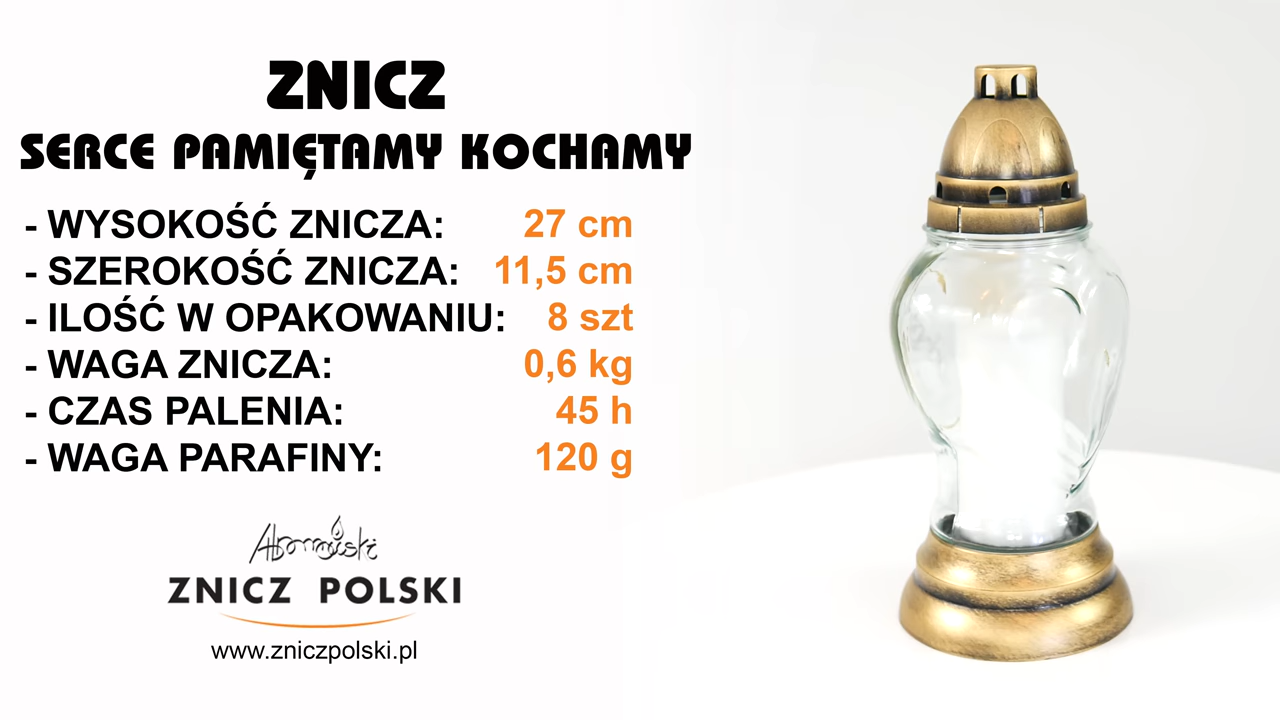 ZNICZ
SERCE PAMIĘTAMY KOCHAMY
- WYSOKOŚĆ ZNICZA: 27 cm
- SZEROKOŚĆ ZNICZA: 11,5 cm
- ILOŚĆ W OPAKOWANIU: 8 szt
- WAGA ZNICZA: 0,6 kg
- CZAS PALENIA: 45 h
- WAGA PARAFINY: 120 g
ZNICZ POLSKI
www.zniczpolski.pl